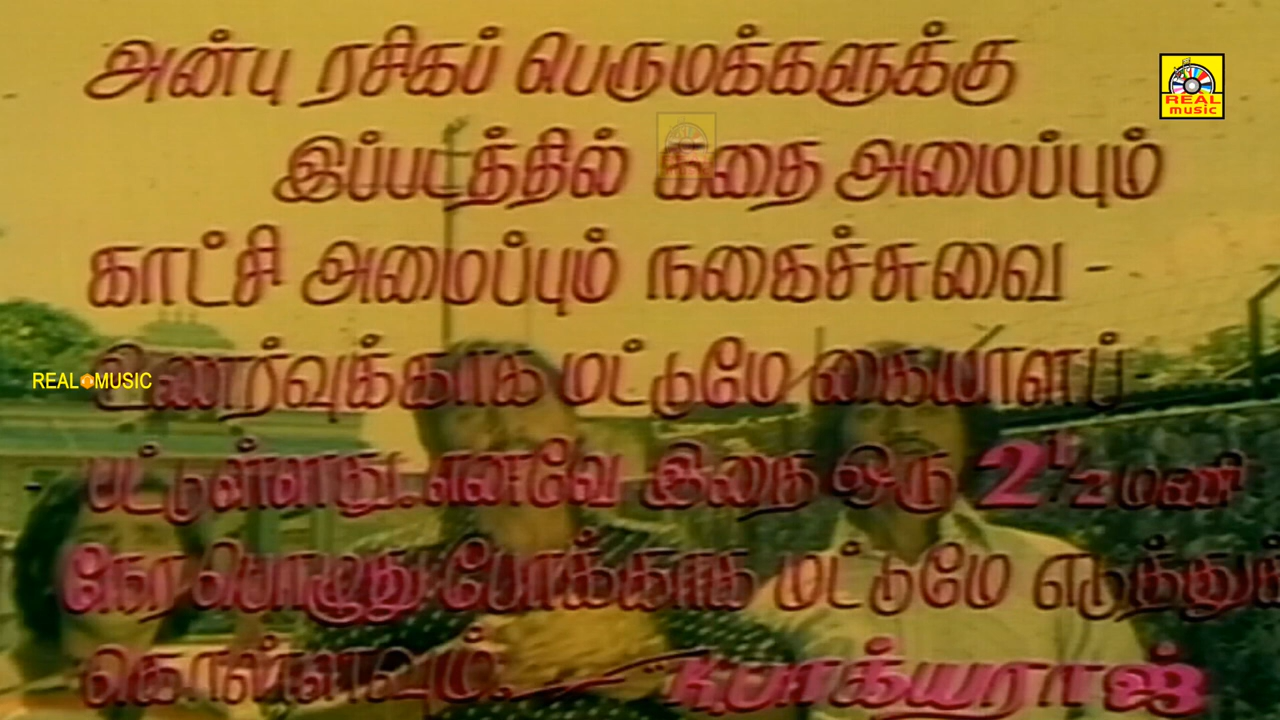 அன்பு ரசிகப் பெருமக்களுக்கு
இப்படத்தில் கதை அமைப்பும்
காட்சி அமைப்பும் நகைச்சுவை -
உணர்வுக்காக மட்டுமே கையாளப்
பட்டுள்ளது. எனவே இதை ஒரு 2½ மணி
நேர பொழுது போக்காக மட்டுமே எடுத்துக்
கொள்ளவும்.
K. பாக்யராஜ்
REAL music
REAL MUSIC